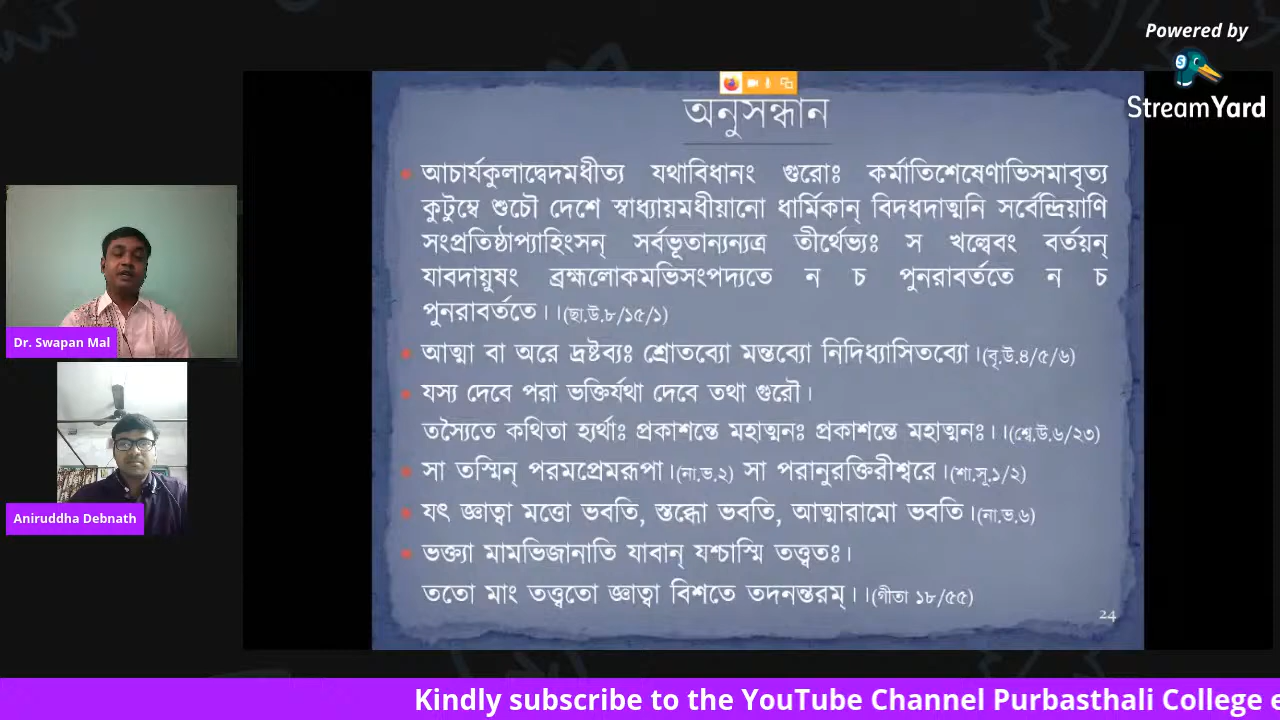 Powered by
StreamYard
অনুসন্ধান
আচার্যকুলাদ্বেদমধীত্য যথাবিধানং গুরোঃ কর্মাতিশেষেণাভিসমাবৃত্য
কুটুম্বে শুচৌ দেশে স্বাধ্যায়মধীয়ানো ধার্মিকান্ বিদধদাত্মনি সর্বেন্দ্রিয়াণি
সংপ্রতিষ্ঠাপ্যাহিংসন্ সর্বভূতান্যন্যত্র তীর্থেভ্যঃ স খল্বেবং বর্তয়ন্
যাবদায়ুষং ব্রহ্মলোকমভিসংপদ্যতে ন চ পুনরাবর্ততে ন চ
পুনরাবর্ততে।।(ছা.উ.৮/১৫/১)
আত্মা বা অরে দ্রষ্টব্যঃ শ্রোতব্যো মন্তব্যো নিদিধ্যাসিতব্যো।(বৃ.উ.৪/৫/৬)
যস্য দেবে পরা ভক্তির্যথা দেবে তথা গুরৌ।
তস্যৈতে কথিতা হ্যর্থাঃ প্রকাশন্তে মহাত্মনঃ প্রকাশন্তে মহাত্মনঃ।।(শ্বে.উ.৬/২৩)
সা তস্মিন্ পরমপ্রেমরূপা।(না.ভ.২) সা পরানুরক্তিরীশ্বরে।(শা.সূ.১/২)
যৎ জ্ঞাত্বা মত্তো ভবতি, স্তব্ধো ভবতি, আত্মারামো ভবতি।(না.ভ.৬)
ভক্ত্যা মামভিজানাতি যাবান্ যশ্চাস্মি তত্ত্বতঃ।
ততো মাং তত্ত্বতো জ্ঞাত্বা বিশতে তদনন্তরম্।।(গীতা ১৮/৫৫)
24
Dr. Swapan Mal
Aniruddha Debnath
Kindly subscribe to the YouTube Channel Purbasthali College e